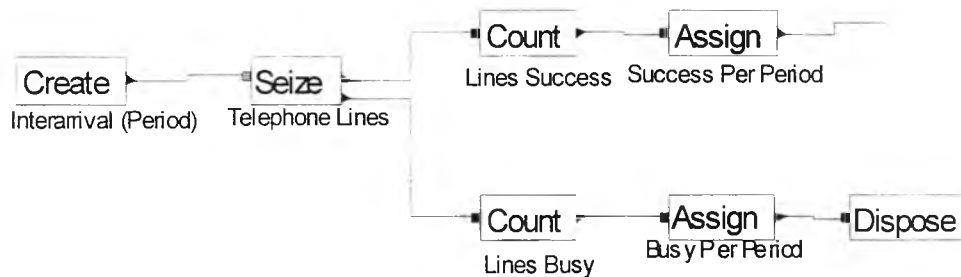 Count
Assign
Lines Success
Success Per Period
Create
Seize
Interarrival (Period)
Telephone Lines
Count
Assign
Dispose
Lines Busy
Busy Per Period